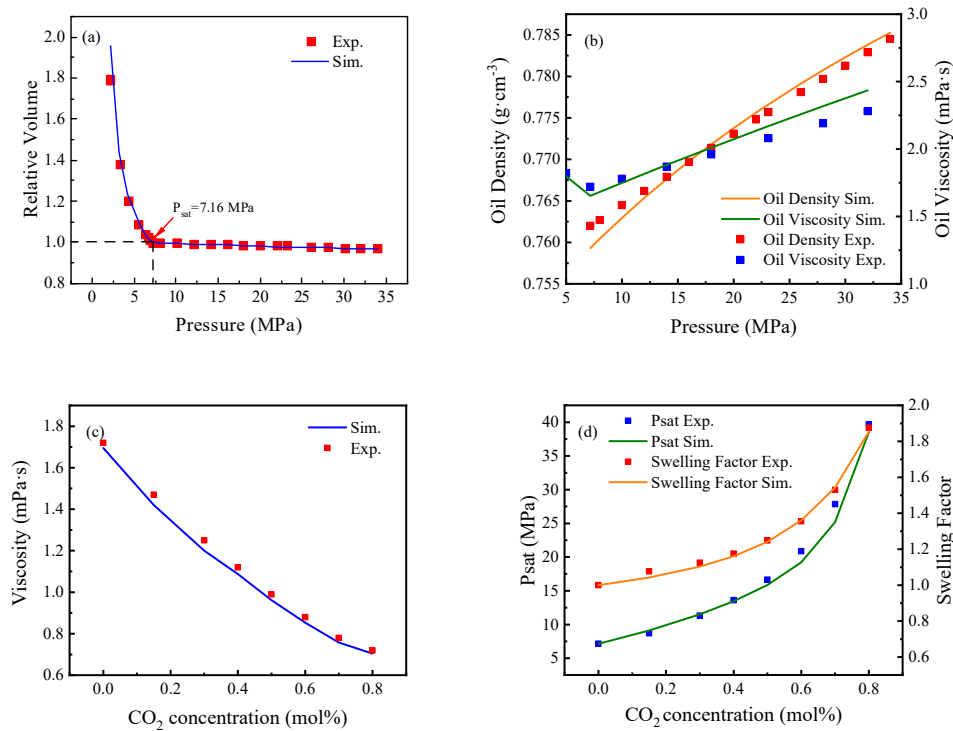 (a)
Exp.
Sim.
Relative Volume
2.0
1.8
1.6
1.4
1.2
1.0
0.8
P_sat=7.16 MPa
0 5 10 15 20 25 30 35
Pressure (MPa)
(b)
Oil Density (g·cm⁻³)
0.785
0.780
0.775
0.770
0.765
0.760
0.755
Oil Density Sim.
Oil Viscosity Sim.
Oil Density Exp.
Oil Viscosity Exp.
3.0
2.5
2.0
1.5
1.0
Oil Viscosity (mPa·s)
5 10 15 20 25 30 35
Pressure (MPa)
(c)
Sim.
Exp.
Viscosity (mPa·s)
1.8
1.6
1.4
1.2
1.0
0.8
0.6
0.0 0.2 0.4 0.6 0.8
CO₂ concentration (mol%)
(d)
Psat Exp.
Psat Sim.
Swelling Factor Exp.
Swelling Factor Sim.
Psat (MPa)
40
35
30
25
20
15
10
5
2.0
1.8
1.6
1.4
1.2
1.0
0.8
0.6
Swelling Factor
0.0 0.2 0.4 0.6 0.8
CO₂ concentration (mol%)